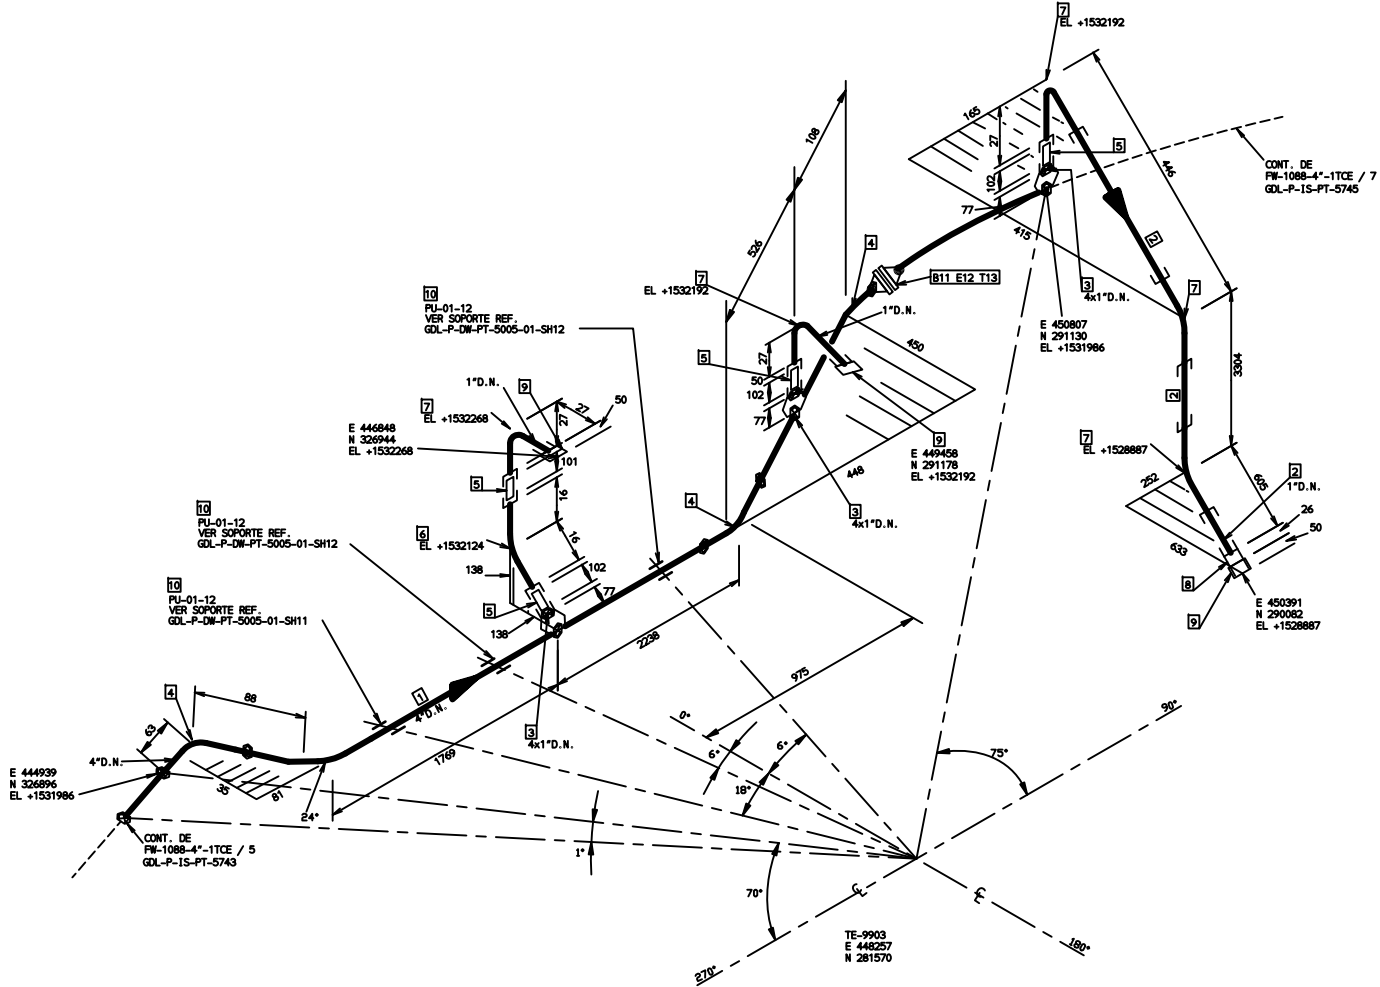 7
EL +1532192
165
27
5
102
77
415
446
CONT. DE
FW-1088-4"-1TCE / 7
GDL-P-IS-PT-5745
108
526
4
B11 E12 T13
2
3
4x1"D.N.
7
E 450807
N 291130
EL +1531986
3304
10
PU-01-12
VER SOPORTE REF.
GDL-P-DW-PT-5005-01-SH12
7
EL +1532192
1"D.N.
5
27
50
102
77
450
9
E 449458
N 291178
EL +1532192
448
3
4x1"D.N.
2
7
EL +1528887
252
605
2
1"D.N.
26
50
633
8
9
E 450391
N 290082
EL +1528887
1"D.N.
9
7
EL +1532268
27
27
50
E 446848
N 326944
EL +1532268
101
5
16
16
102
77
6
EL +1532124
138
5
138
4
10
PU-01-12
VER SOPORTE REF.
GDL-P-DW-PT-5005-01-SH12
10
PU-01-12
VER SOPORTE REF.
GDL-P-DW-PT-5005-01-SH11
2238
975
4
88
63
1
4"D.N.
3
4x1"D.N.
1769
4"D.N.
E 444939
N 326896
EL +1531986
35
81
24°
CONT. DE
FW-1088-4"-1TCE / 5
GDL-P-IS-PT-5743
0°
6°
6°
18°
1°
75°
90°
70°
270°
180°
TE-9903
E 448257
N 281570